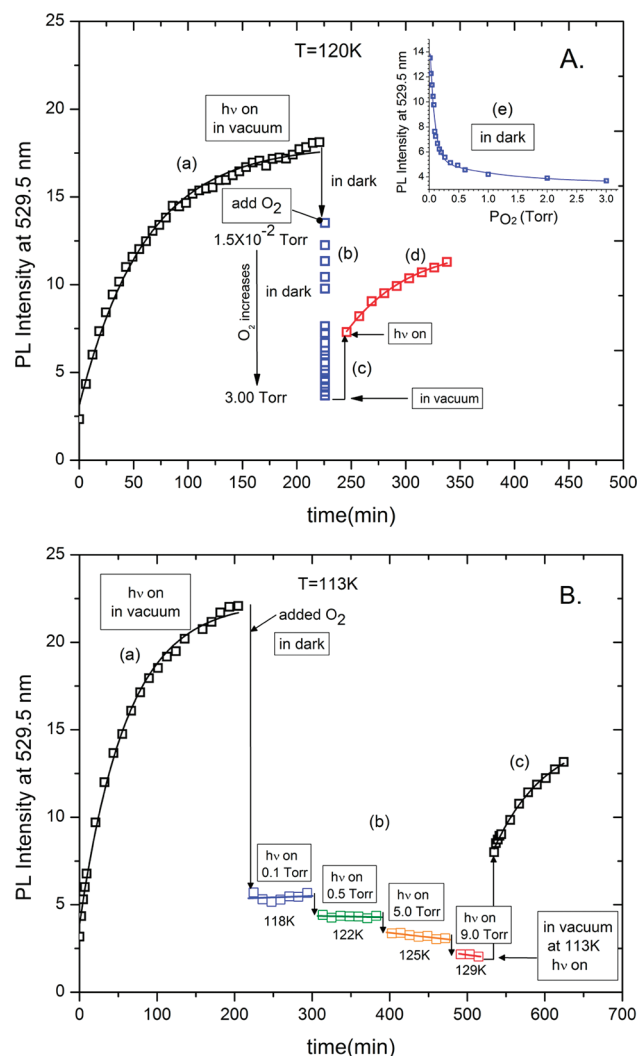 A.
T=120K
hν on
in vacuum
(a)
in dark
add O2
1.5X10-2 Torr
(b)
in dark
O2 increases
3.00 Torr
(c)
in vacuum
(d)
hν on
(e)
in dark
PL Intensity at 529.5 nm
14
12
10
8
6
4
0.0 0.5 1.0 1.5 2.0 2.5 3.0
PO2 (Torr)
PL Intensity at 529.5 nm
25
20
15
10
5
0
0 50 100 150 200 250 300 350 400 450 500
time(min)
B.
T=113K
hν on
in vacuum
(a)
added O2
in dark
(b)
(c)
hν on
0.1 Torr
118K
hν on
0.5 Torr
122K
hν on
5.0 Torr
125K
hν on
9.0 Torr
129K
in vacuum
at 113K
hν on
PL Intensity at 529.5 nm
25
20
15
10
5
0
0 100 200 300 400 500 600 700
time(min)